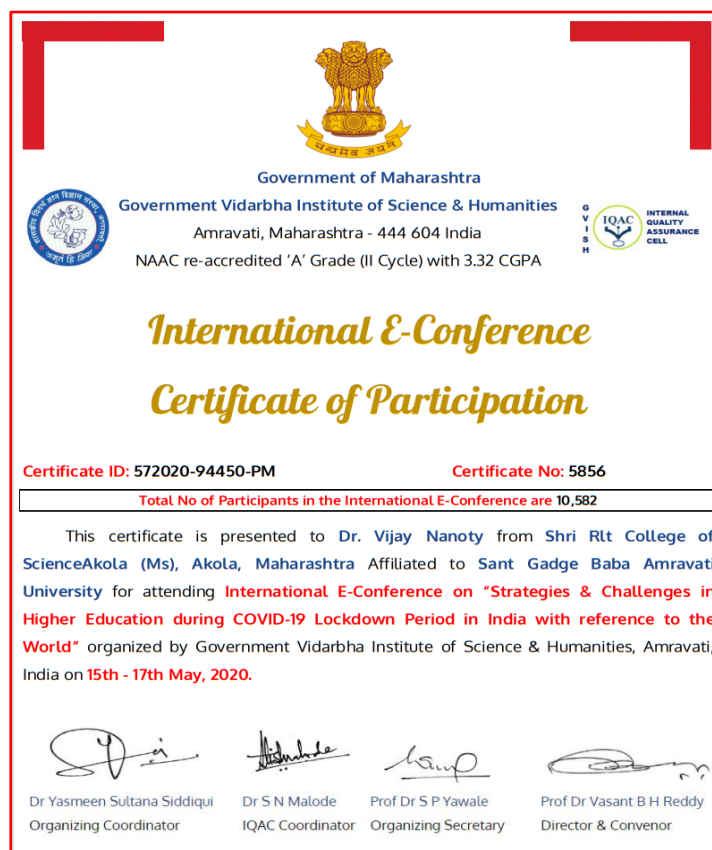 सत्यमेव जयते
Government of Maharashtra
Government Vidarbha Institute of Science & Humanities
Amravati, Maharashtra - 444 604 India
NAAC re-accredited ‘A’ Grade (II Cycle) with 3.32 CGPA
GVISH
IQAC
INTERNAL
QUALITY
ASSURANCE
CELL
International E-Conference
Certificate of Participation
Certificate ID: 572020-94450-PM Certificate No: 5856
Total No of Participants in the International E-Conference are 10,582
This certificate is presented to Dr. Vijay Nanoty from Shri Rlt College of
ScienceAkola (Ms), Akola, Maharashtra Affiliated to Sant Gadge Baba Amravati
University for attending International E-Conference on “Strategies & Challenges in
Higher Education during COVID-19 Lockdown Period in India with reference to the
World” organized by Government Vidarbha Institute of Science & Humanities, Amravati,
India on 15th - 17th May, 2020.
Dr Yasmeen Sultana Siddiqui Dr S N Malode Prof Dr S P Yawale Prof Dr Vasant B H Reddy
Organizing Coordinator IQAC Coordinator Organizing Secretary Director & Convenor